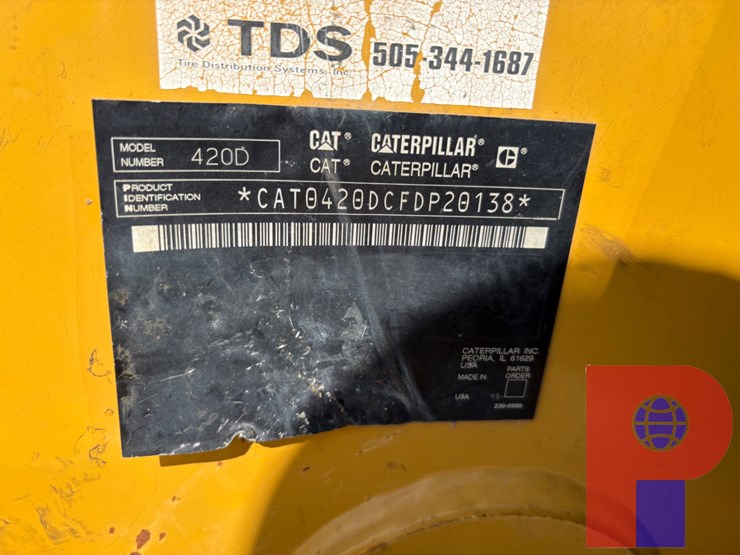 TDS 505-344-1687
Tire Distribution Systems, Inc.
MODEL NUMBER 420D
CAT® CATERPILLAR® C®
CAT® CATERPILLAR®
PRODUCT IDENTIFICATION NUMBER *CAT0420DCFDP20138*
CATERPILLAR INC.
PEORIA, IL 61629
USA
MADE IN
PARTS ORDER
USA
Pi